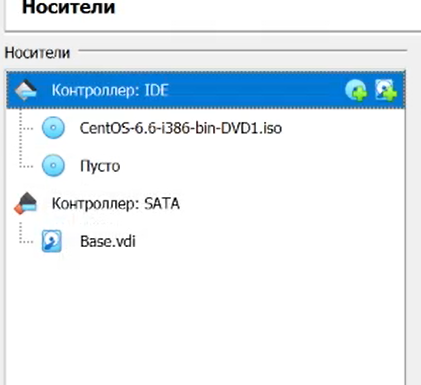 Носители
Носители
Контроллер: IDE
CentOS-6.6-i386-bin-DVD1.iso
Пусто
Контроллер: SATA
Base.vdi